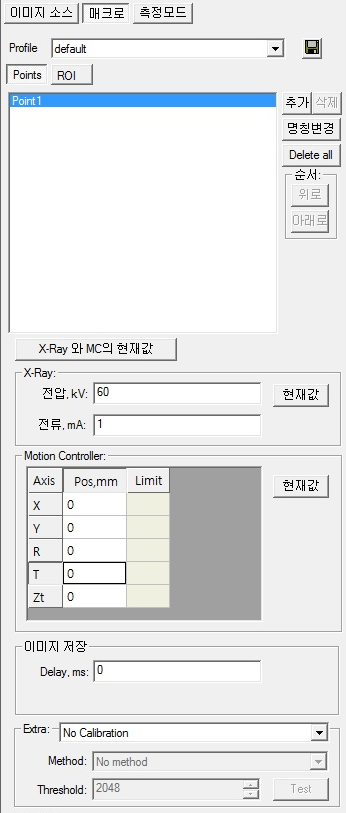 이미지 소스 매크로 측정모드
Profile default
Points ROI
Point1
추가 삭제
명칭변경
Delete all
순서:
위로
아래로
X-Ray 와 MC의 현재값
X-Ray:
전압, kV: 60 현재값
전류, mA: 1
Motion Controller:
Axis Pos,mm Limit 현재값
X 0
Y 0
R 0
T 0
Zt 0
이미지 저장
Delay, ms: 0
Extra: No Calibration
Method: No method
Threshold: 2048 Test